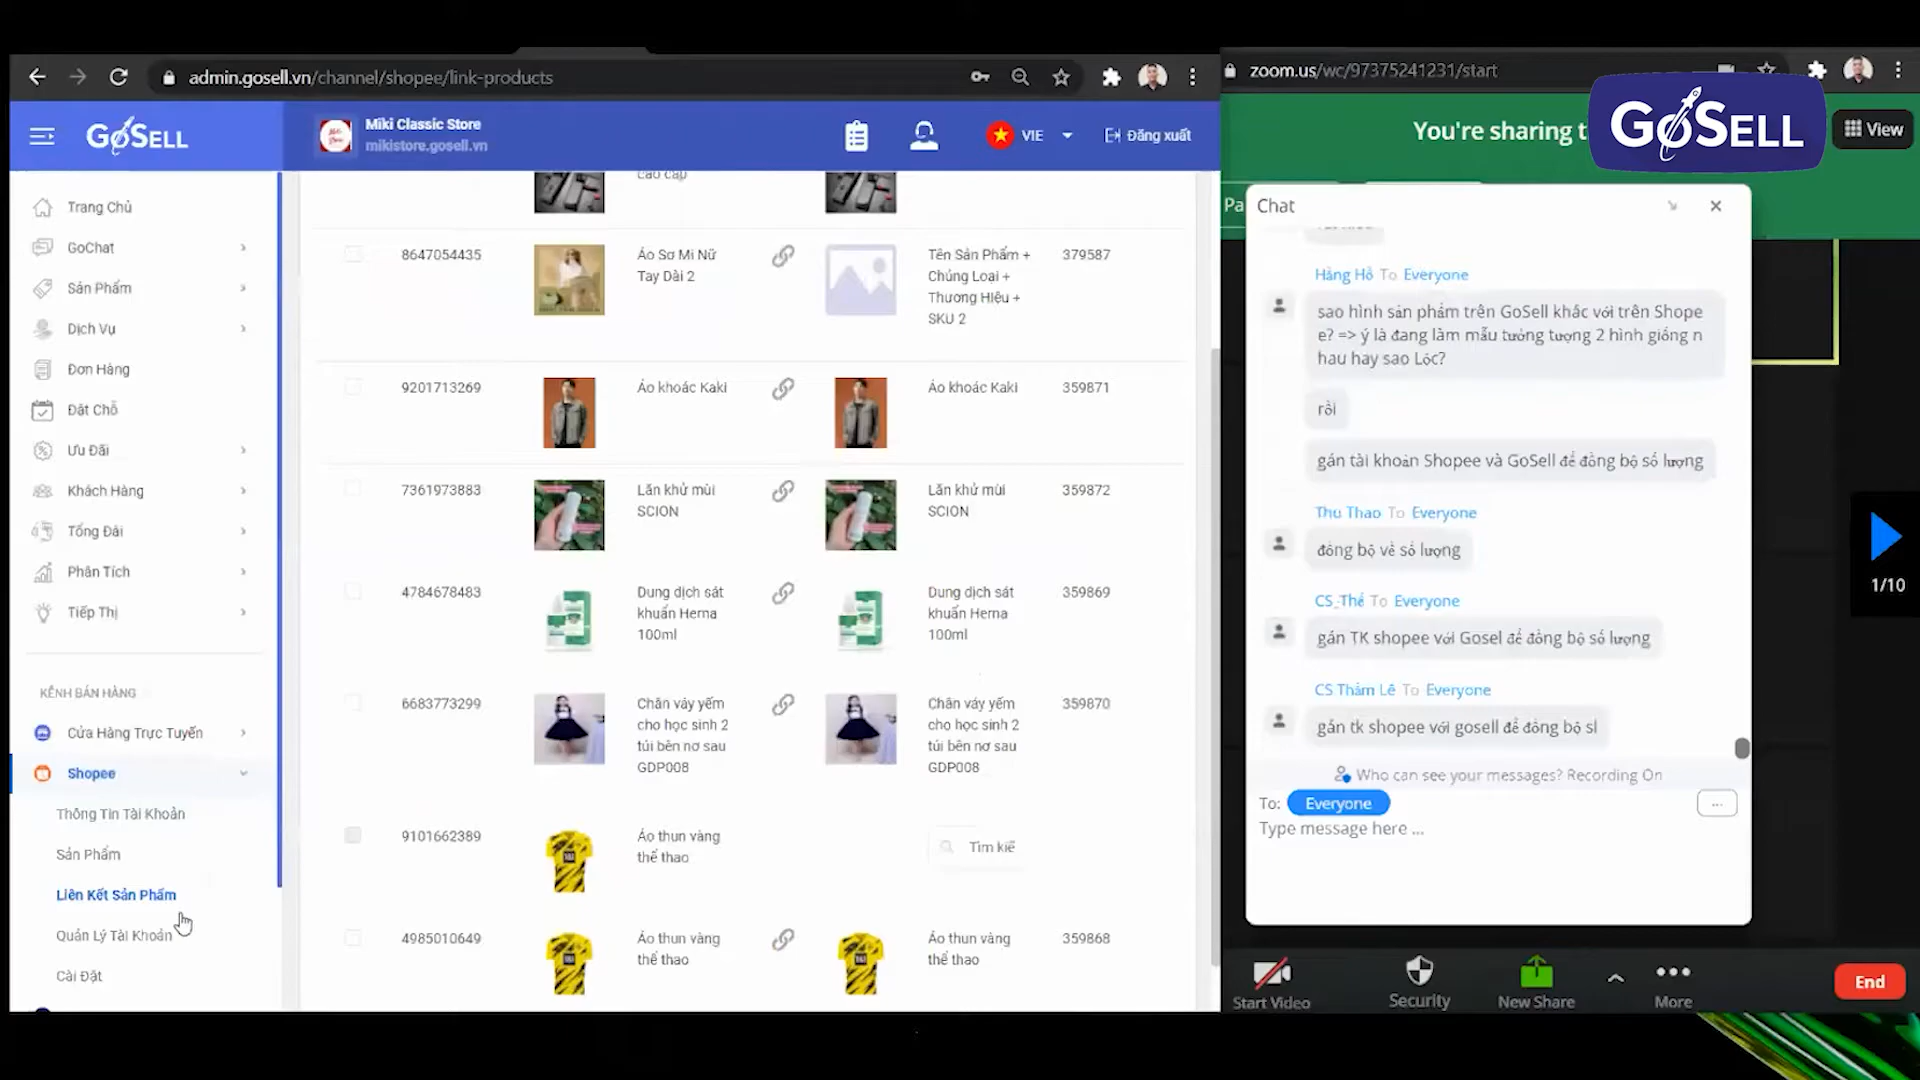 admin.gosell.vn/channel/shopee/link-products
GoSELL
Miki Classic Store
mikistore.gosell.vn
VIE
Đăng xuất
Trang Chủ
GoChat
Sản Phẩm
Dịch Vụ
Đơn Hàng
Đặt Chỗ
Ưu Đãi
Khách Hàng
Tổng Đài
Phân Tích
Tiếp Thị
KÊNH BÁN HÀNG
Cửa Hàng Trực Tuyến
Shopee
Thông Tin Tài Khoản
Sản Phẩm
Liên Kết Sản Phẩm
Quản Lý Tài Khoản
Cài Đặt
cao cấp
8647054435
Áo Sơ Mi Nữ
Tay Dài 2
Tên Sản Phẩm +
Chủng Loại +
Thương Hiệu +
SKU 2
379587
9201713269
Áo khoác Kaki
Áo khoác Kaki
359871
7361973883
Lăn khử mùi
SCION
Lăn khử mùi
SCION
359872
4784678483
Dung dịch sát
khuẩn Herna
100ml
Dung dịch sát
khuẩn Herna
100ml
359869
6683773299
Chân váy yếm
cho học sinh 2
túi bên nơ sau
GDP008
Chân váy yếm
cho học sinh 2
túi bên nơ sau
GDP008
359870
9101662389
Áo thun vàng
thể thao
Tìm kiế
4985010649
Áo thun vàng
thể thao
Áo thun vàng
thể thao
359868
zoom.us/wc/97375241231/start
You're sharing t
GoSELL
View
Pa
Chat
Hằng Hồ To Everyone
sao hình sản phẩm trên GoSell khác với trên Shope
e? => ý là đang làm mẫu tưởng tượng 2 hình giống n
hau hay sao Lộc?
rồi
gán tài khoản Shopee và GoSell để đồng bộ số lượng
Thu Thao To Everyone
đồng bộ về số lượng
CS_Thể To Everyone
gán TK shopee với Gosel để đồng bộ số lượng
CS Thắm Lê To Everyone
gán tk shopee với gosell để đồng bộ sl
Who can see your messages? Recording On
To: Everyone
Type message here ...
1/10
Start Video
Security
New Share
More
End